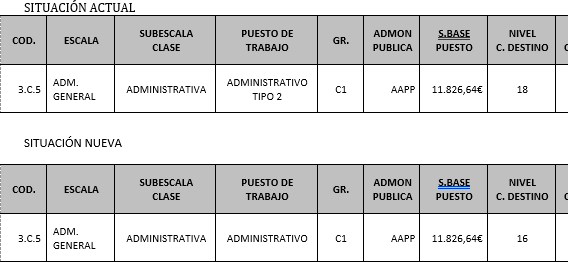 SITUACIÓN ACTUAL
COD. ESCALA SUBESCALA CLASE PUESTO DE TRABAJO GR. ADMON PUBLICA S.BASE PUESTO NIVEL C. DESTINO
3.C.5 ADM. GENERAL ADMINISTRATIVA ADMINISTRATIVO TIPO 2 C1 AAPP 11.826,64€ 18
SITUACIÓN NUEVA
COD. ESCALA SUBESCALA CLASE PUESTO DE TRABAJO GR. ADMON PUBLICA S.BASE PUESTO NIVEL C. DESTINO
3.C.5 ADM. GENERAL ADMINISTRATIVA ADMINISTRATIVO C1 AAPP 11.826,64€ 16